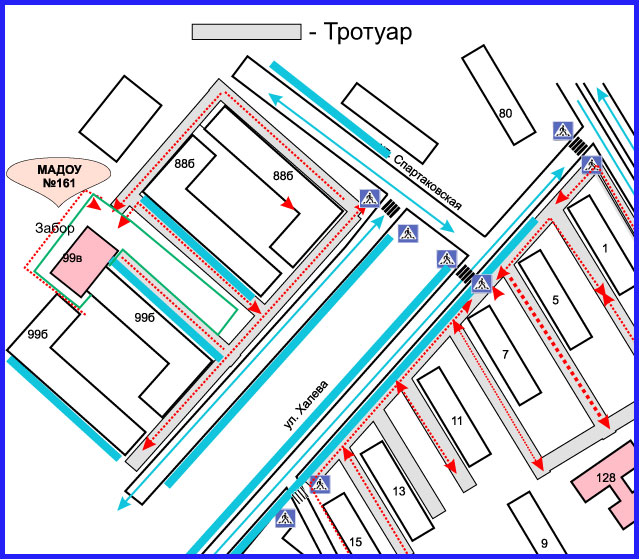 - Тротуар
80
МАДОУ
№161
88б
88б
Спартаковская
Забор
99в
1
5
99б
99б
7
ул. Халева
11
13
128
15
9